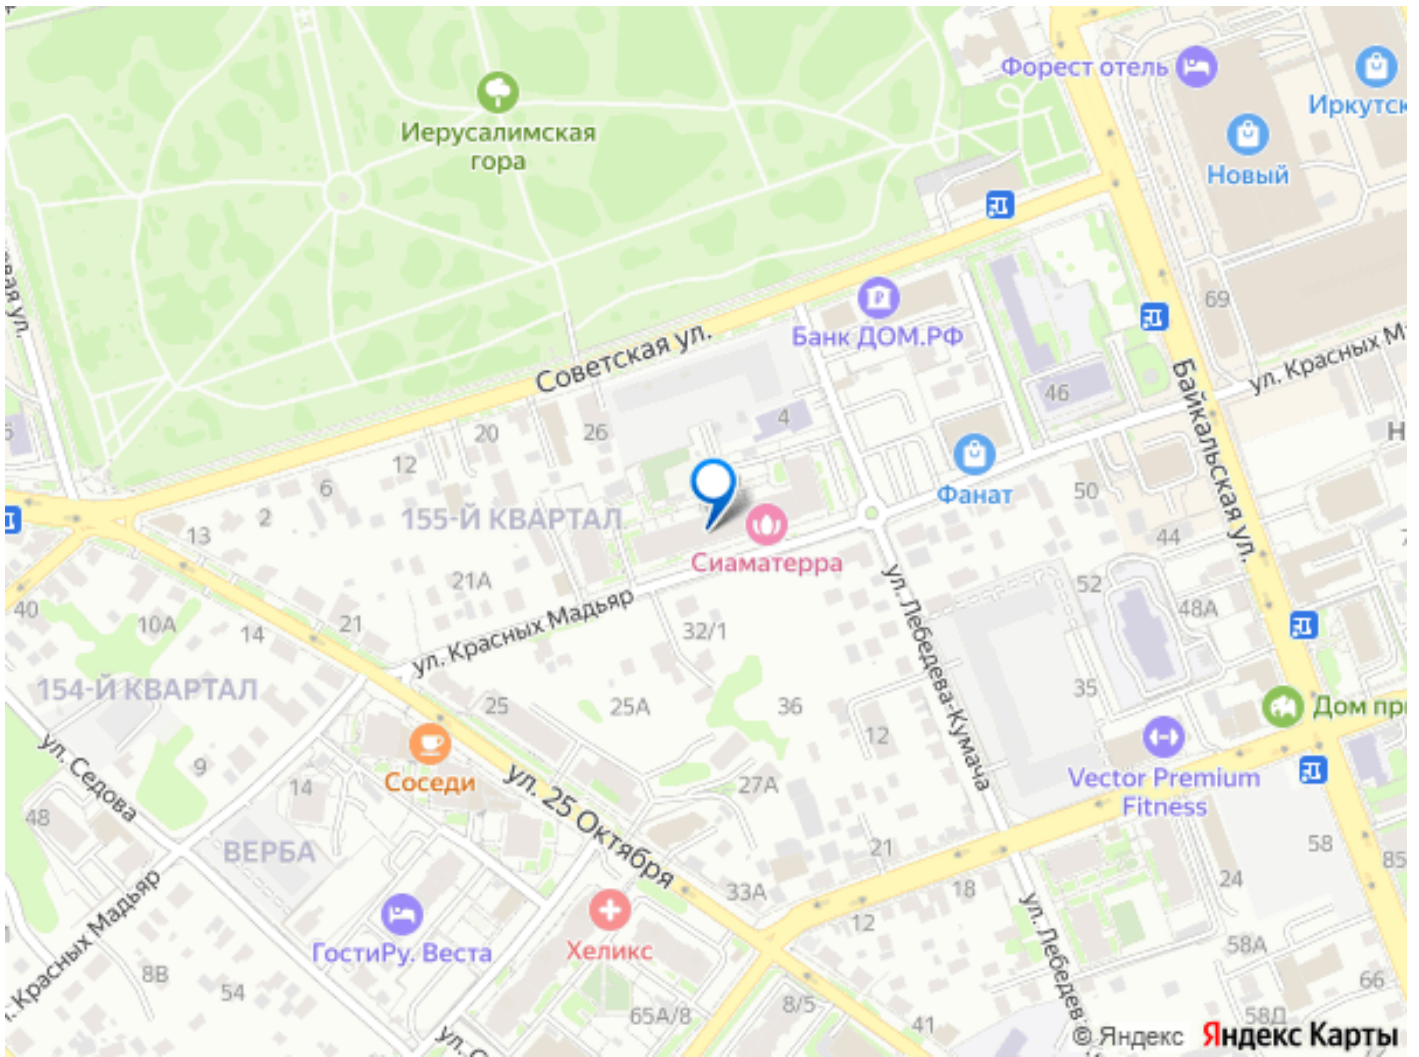 Форест отель
Иркутск
Иерусалимская
гора
Новый
69
Банк ДОМ.РФ
Советская ул.
ул. Красных М
Байкальская ул.
46
4
20
26
12
6
2
13
Фанат
50
Н
155-Й КВАРТАЛ
44
Сиаматерра
21А
52
48А
40
10А
14
21
ул. Красных Мадьяр
32/1
ул. Лебедева-Кумача
154-Й КВАРТАЛ
25
25А
36
35
12
Дом при
ул. Седова
9
14
Соседи
ул. 25 Октября
27А
Vector Premium
Fitness
48
ВЕРБА
21
58
85
33А
18
24
ул. Красных Мадьяр
ГостиРу. Веста
Хеликс
12
ул. Лебедев
58А
8В
54
66
65А/8
8/5
41
58Д
© Яндекс
Яндекс Карты